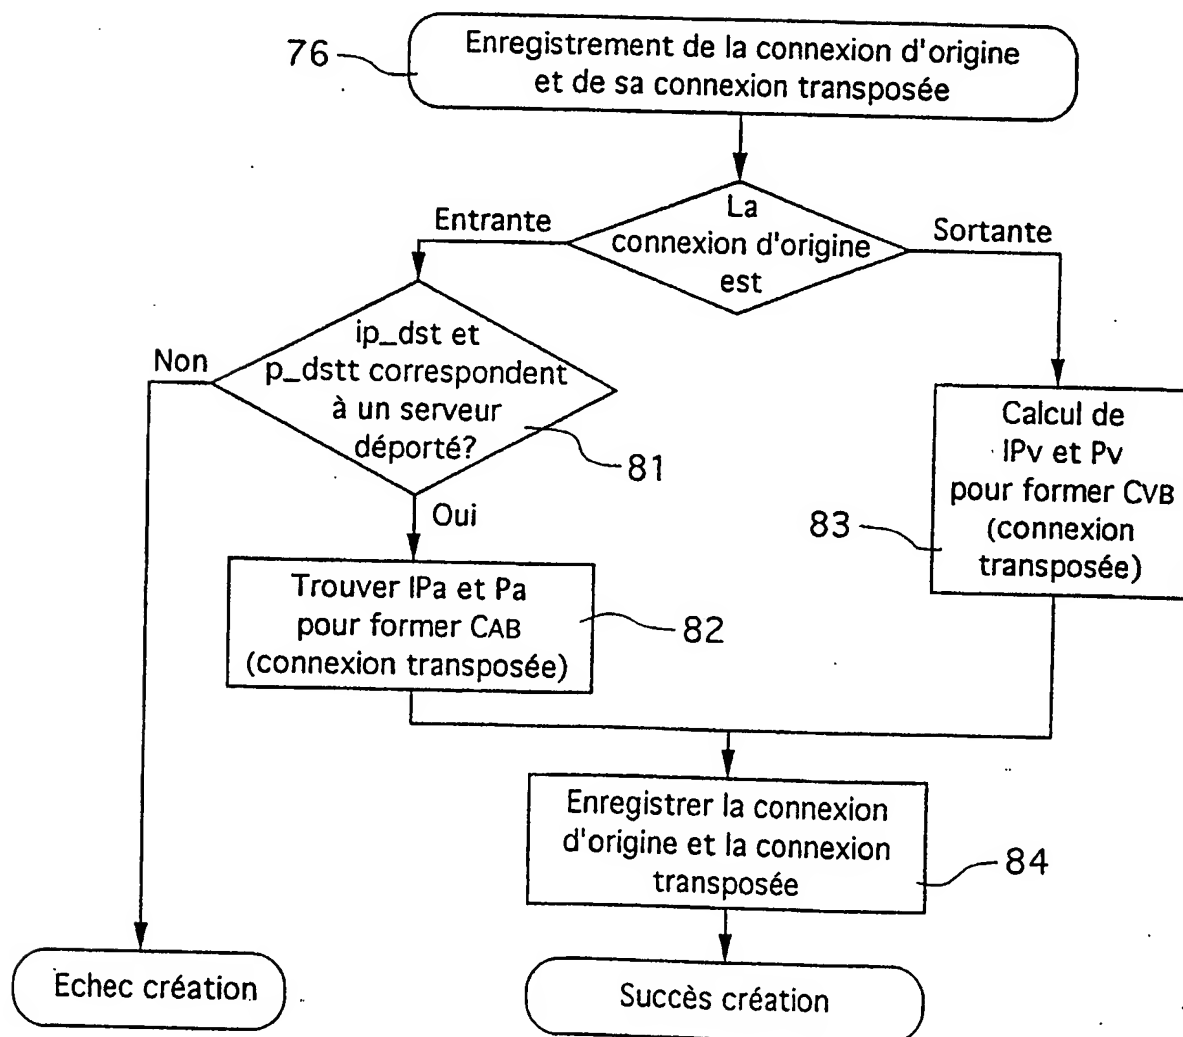 76
Enregistrement de la connexion d'origine
et de sa connexion transposée
La
connexion d'origine
est
Entrante
Sortante
ip_dst et
p_dstt correspondent
à un serveur
déporté?
Non
81
Oui
Calcul de
IPv et Pv
pour former CVB
(connexion
transposée)
83
Trouver IPa et Pa
pour former CAB
(connexion transposée)
82
Enregistrer la connexion
d'origine et la connexion
transposée
84
Echec création
Succès création